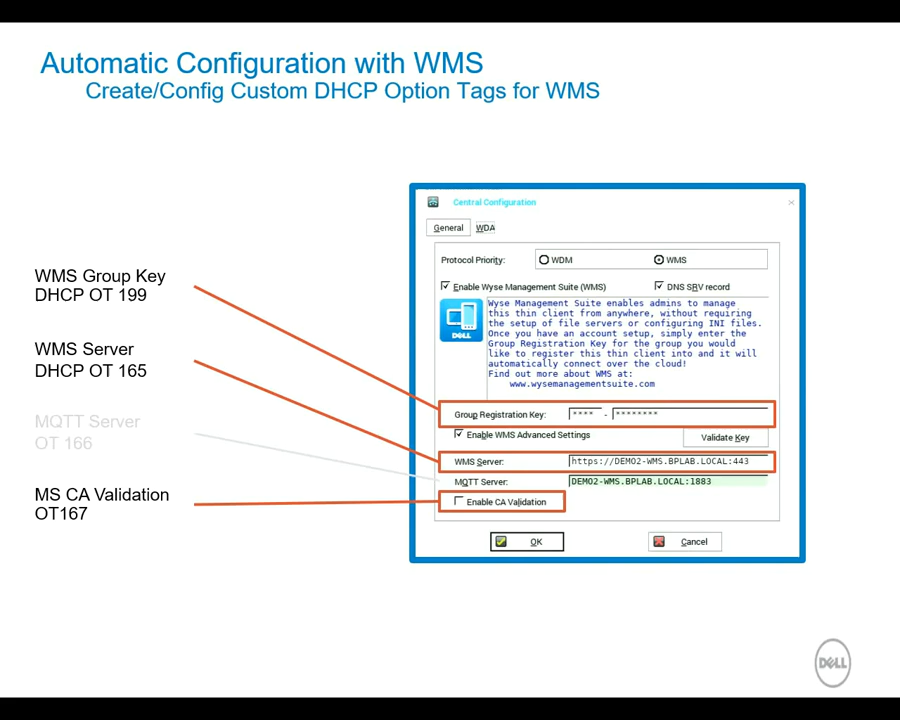 Automatic Configuration with WMS
Create/Config Custom DHCP Option Tags for WMS
WMS Group Key
DHCP OT 199
WMS Server
DHCP OT 165
MQTT Server
OT 166
MS CA Validation
OT167
Central Configuration
General WDA
Protocol Priority: WDM WMS
Enable Wyse Management Suite (WMS) DNS SRV record
Wyse Management Suite enables admins to manage
this thin client from anywhere, without requiring
the setup of file servers or configuring INI files.
Once you have an account setup, simply enter the
Group Registration Key for the group you would
like to register this thin client into and it will
automatically connect over the cloud!
Find out more about WMS at:
www.wysemanagementsuite.com
DELL
Group Registration Key: **** - ********
Enable WMS Advanced Settings Validate Key
WMS Server: https://DEMO2-WMS.BPLAB.LOCAL:443
MQTT Server: DEMO2-WMS.BPLAB.LOCAL:1883
Enable CA Validation
OK Cancel
DELL